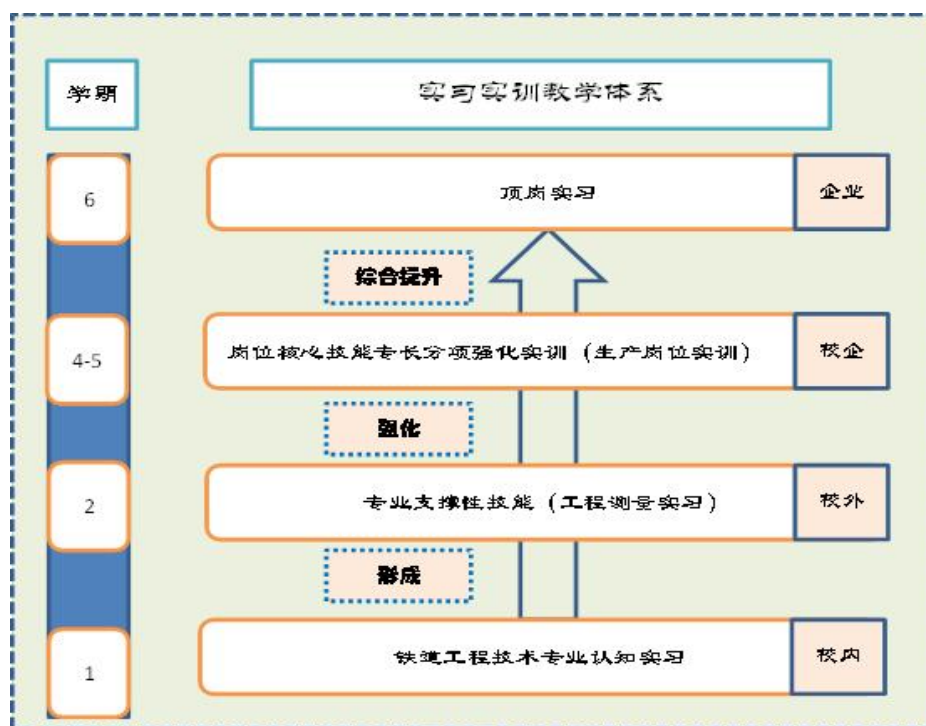 学期 实习实训教学体系
6 顶岗实习 企业
综合提升
4-5 岗位核心技能专长分项强化实训（生产岗位实训） 校企
强化
2 专业支撑性技能（工程测量实习） 校外
形成
1 铁道工程技术专业认知实习 校内